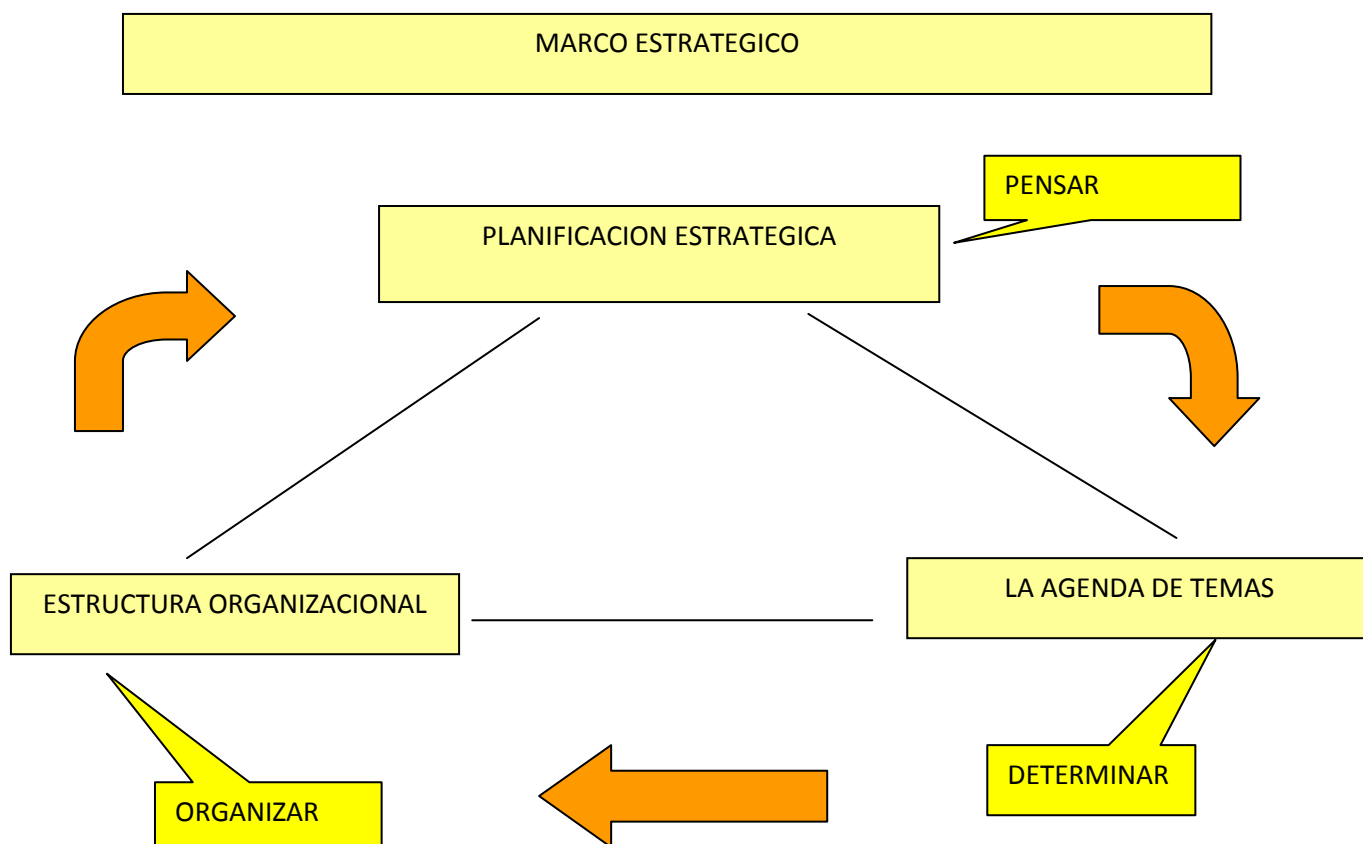 MARCO ESTRATEGICO
PENSAR
PLANIFICACION ESTRATEGICA
ESTRUCTURA ORGANIZACIONAL
LA AGENDA DE TEMAS
DETERMINAR
ORGANIZAR